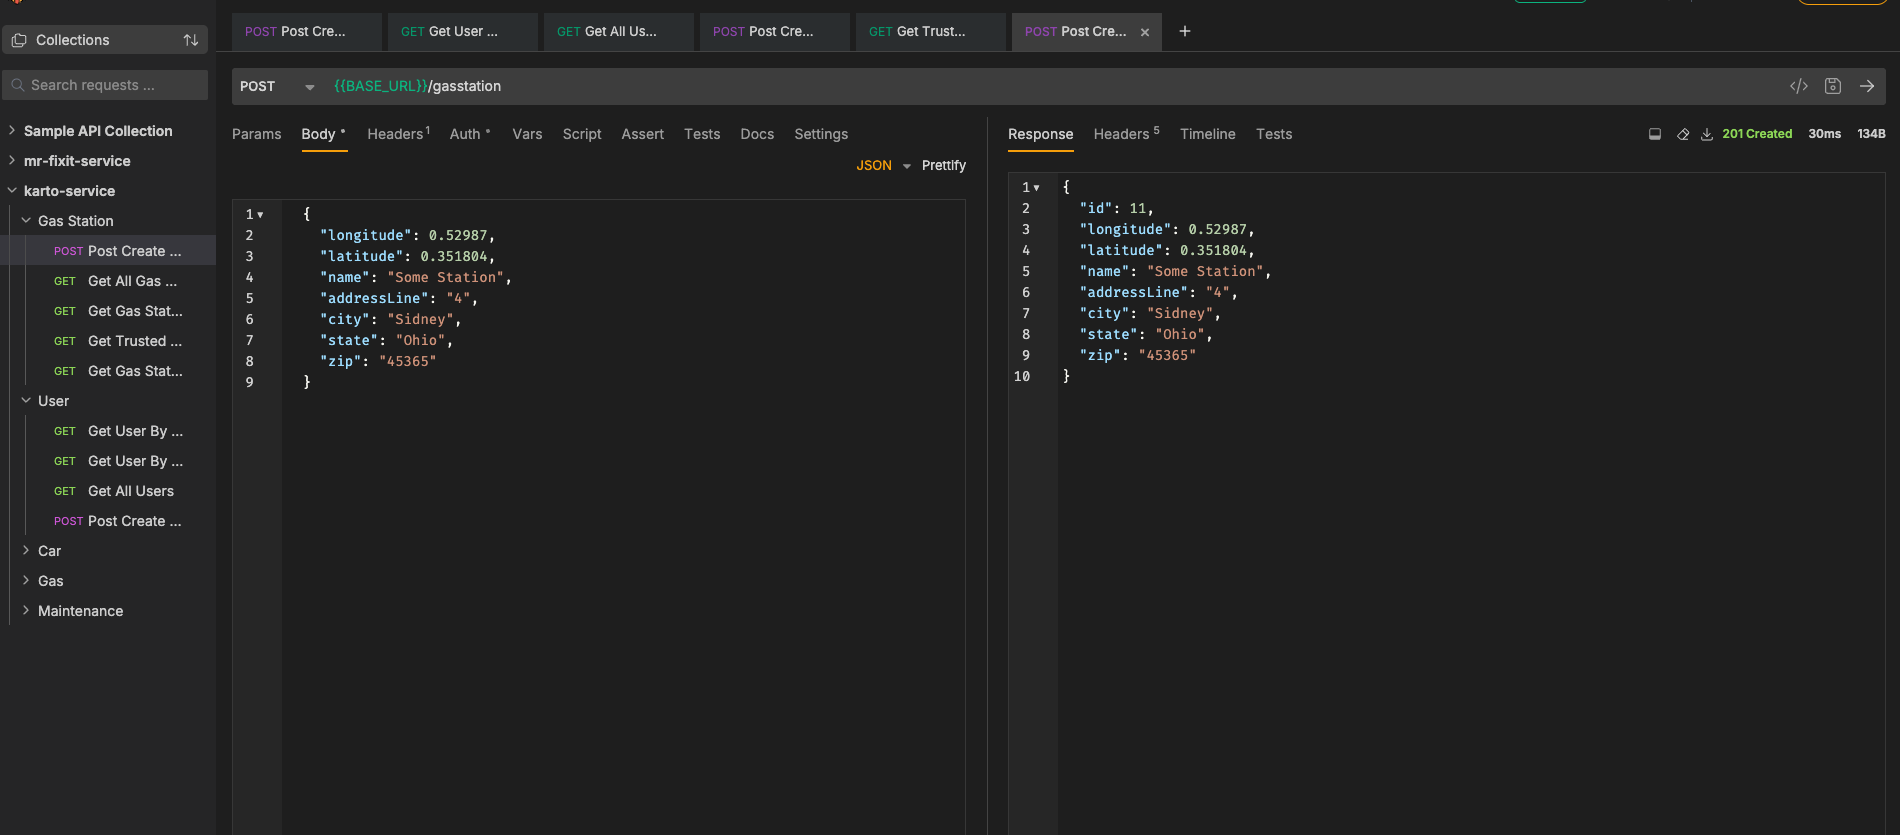 Collections
Search requests ...
Sample API Collection
mr-fixit-service
karto-service
Gas Station
POST Post Create ...
GET Get All Gas ...
GET Get Gas Stat...
GET Get Trusted ...
GET Get Gas Stat...
User
GET Get User By ...
GET Get User By ...
GET Get All Users
POST Post Create ...
Car
Gas
Maintenance
POST Post Cre...
GET Get User ...
GET Get All Us...
POST Post Cre...
GET Get Trust...
POST Post Cre... ×
+
POST {{BASE_URL}}/gasstation
Params Body • Headers 1 Auth • Vars Script Assert Tests Docs Settings
JSON Prettify
1 {
2 "longitude": 0.52987,
3 "latitude": 0.351804,
4 "name": "Some Station",
5 "addressLine": "4",
6 "city": "Sidney",
7 "state": "Ohio",
8 "zip": "45365"
9 }
Response Headers 5 Timeline Tests
201 Created 30ms 134B
1 {
2 "id": 11,
3 "longitude": 0.52987,
4 "latitude": 0.351804,
5 "name": "Some Station",
6 "addressLine": "4",
7 "city": "Sidney",
8 "state": "Ohio",
9 "zip": "45365"
10 }